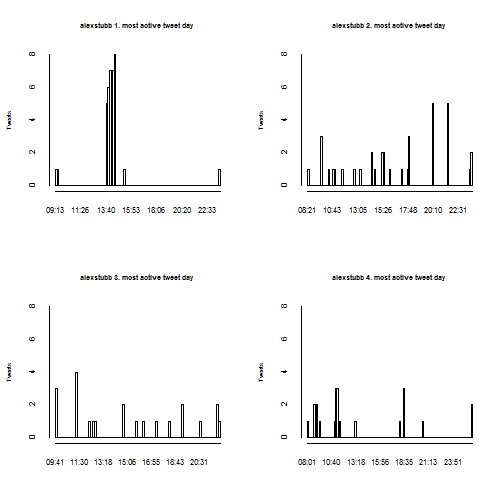 alexstubb 1. most active tweet day
Tweets
8
6
4
2
0
09:13 11:26 13:40 15:53 18:06 20:20 22:33
alexstubb 2. most active tweet day
8
6
4
2
0
08:21 10:43 13:05 15:26 17:48 20:10 22:31
alexstubb 3. most active tweet day
Tweets
8
6
4
2
0
09:41 11:30 13:18 15:06 16:55 18:43 20:31
alexstubb 4. most active tweet day
8
6
4
2
0
08:01 10:40 13:18 15:56 18:35 21:13 23:51